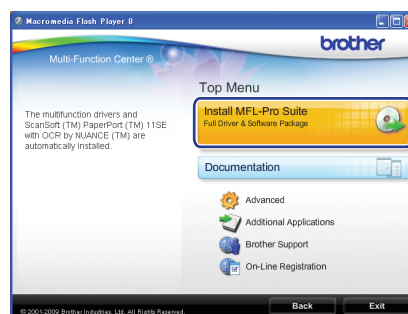 Macromedia Flash Player 8
brother
Multi-Function Center ®
Top Menu
Install MFL-Pro Suite
Full Driver & Software Package
The multifunction drivers and
ScanSoft (TM) PaperPort (TM) 11SE
with OCR by NUANCE (TM) are
automatically installed.
Documentation
Advanced
Additional Applications
Brother Support
On-Line Registration
Back
Exit
© 2001-2009 Brother Industries, Ltd. All Rights Reserved.